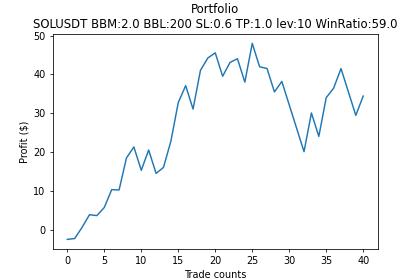 Portfolio
SOLUSDT BBM:2.0 BBL:200 SL:0.6 TP:1.0 lev:10 WinRatio:59.0
50
40
30
20
10
0
Profit ($)
0 5 10 15 20 25 30 35 40
Trade counts